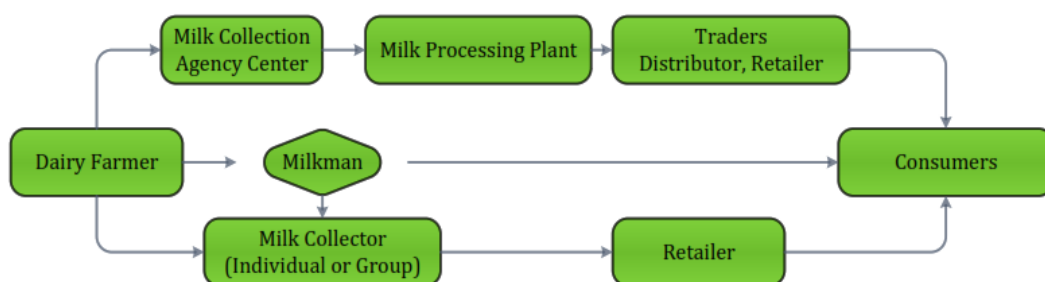 Milk Collection
Agency Center
Milk Processing Plant
Traders
Distributor, Retailer
Dairy Farmer
Milkman
Consumers
Milk Collector
(Individual or Group)
Retailer